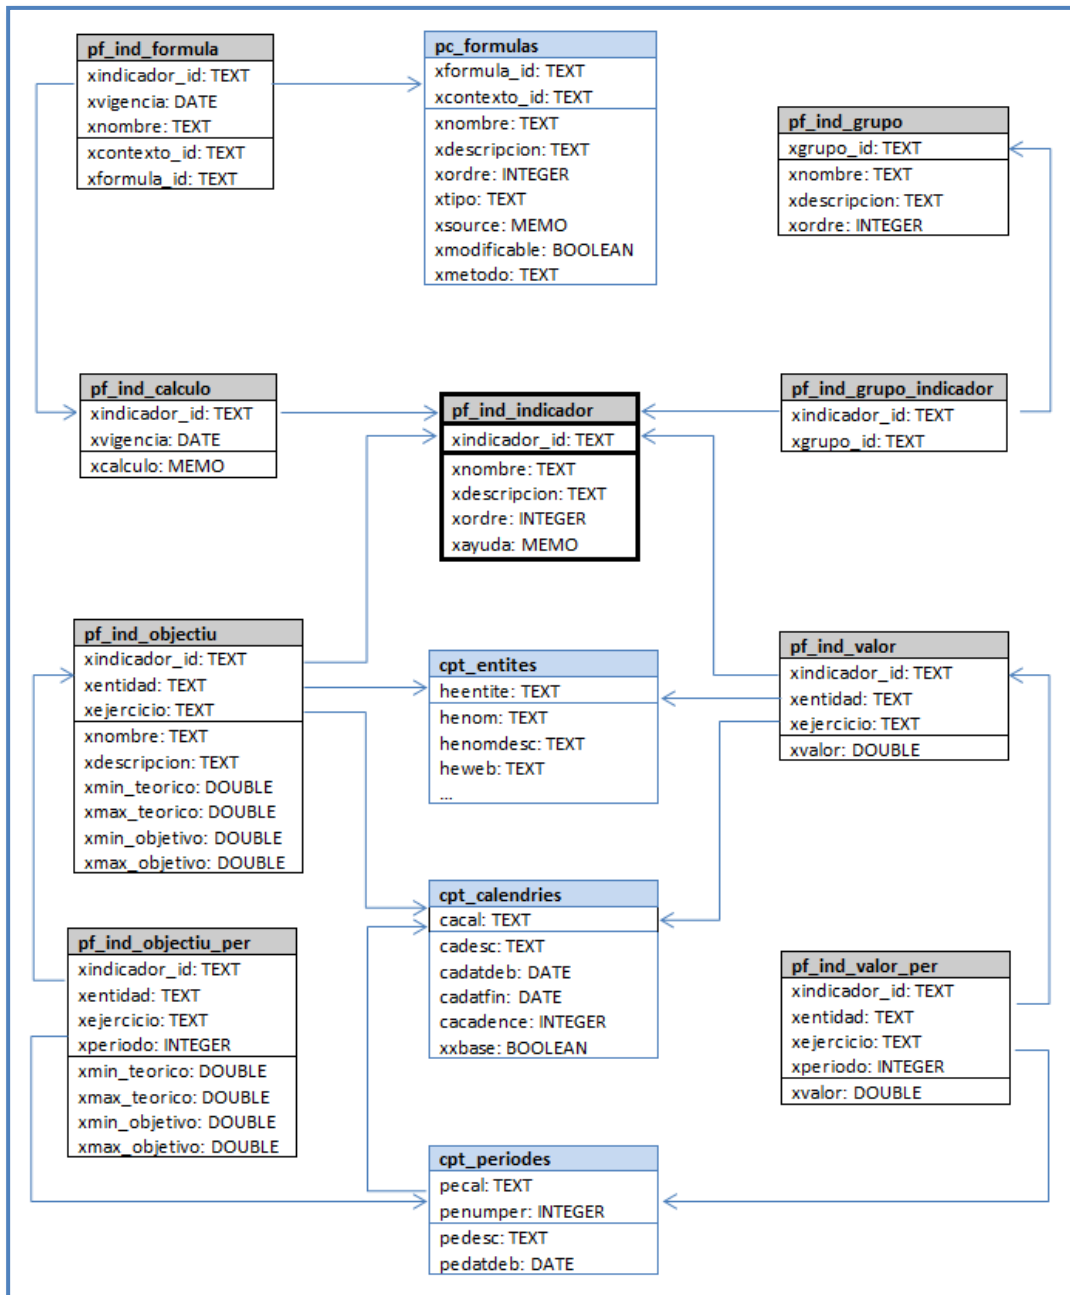 pf_ind_formula
xindicador_id: TEXT
xvigencia: DATE
xnombre: TEXT
xcontexto_id: TEXT
xformula_id: TEXT
pc_formulas
xformula_id: TEXT
xcontexto_id: TEXT
xnombre: TEXT
xdescripcion: TEXT
xordre: INTEGER
xtipo: TEXT
xsource: MEMO
xmodificable: BOOLEAN
xmetodo: TEXT
pf_ind_grupo
xgrupo_id: TEXT
xnombre: TEXT
xdescripcion: TEXT
xordre: INTEGER
pf_ind_calculo
xindicador_id: TEXT
xvigencia: DATE
xcalculo: MEMO
pf_ind_indicador
xindicador_id: TEXT
xnombre: TEXT
xdescripcion: TEXT
xordre: INTEGER
xayuda: MEMO
pf_ind_grupo_indicador
xindicador_id: TEXT
xgrupo_id: TEXT
pf_ind_objectiu
xindicador_id: TEXT
xentidad: TEXT
xejercicio: TEXT
xnombre: TEXT
xdescripcion: TEXT
xmin_teorico: DOUBLE
xmax_teorico: DOUBLE
xmin_objetivo: DOUBLE
xmax_objetivo: DOUBLE
cpt_entites
heentite: TEXT
henom: TEXT
henomdesc: TEXT
heweb: TEXT
...
pf_ind_valor
xindicador_id: TEXT
xentidad: TEXT
xejercicio: TEXT
xvalor: DOUBLE
cpt_calendries
cacal: TEXT
cadesc: TEXT
cadatdeb: DATE
cadatfin: DATE
cacadence: INTEGER
xxbase: BOOLEAN
pf_ind_objectiu_per
xindicador_id: TEXT
xentidad: TEXT
xejercicio: TEXT
xperiodo: INTEGER
xmin_teorico: DOUBLE
xmax_teorico: DOUBLE
xmin_objetivo: DOUBLE
xmax_objetivo: DOUBLE
pf_ind_valor_per
xindicador_id: TEXT
xentidad: TEXT
xejercicio: TEXT
xperiodo: INTEGER
xvalor: DOUBLE
cpt_periodes
pecal: TEXT
penumper: INTEGER
pedesc: TEXT
pedatdeb: DATE